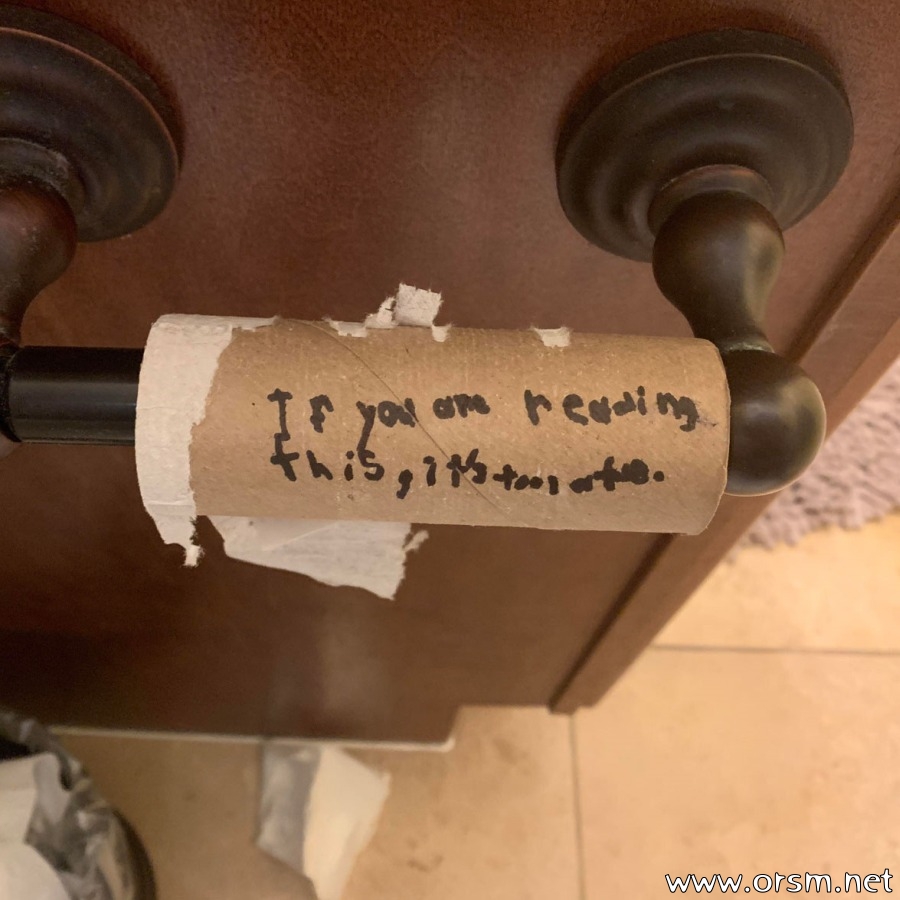 If you are reading
this, it's too late.
www.orsm.net